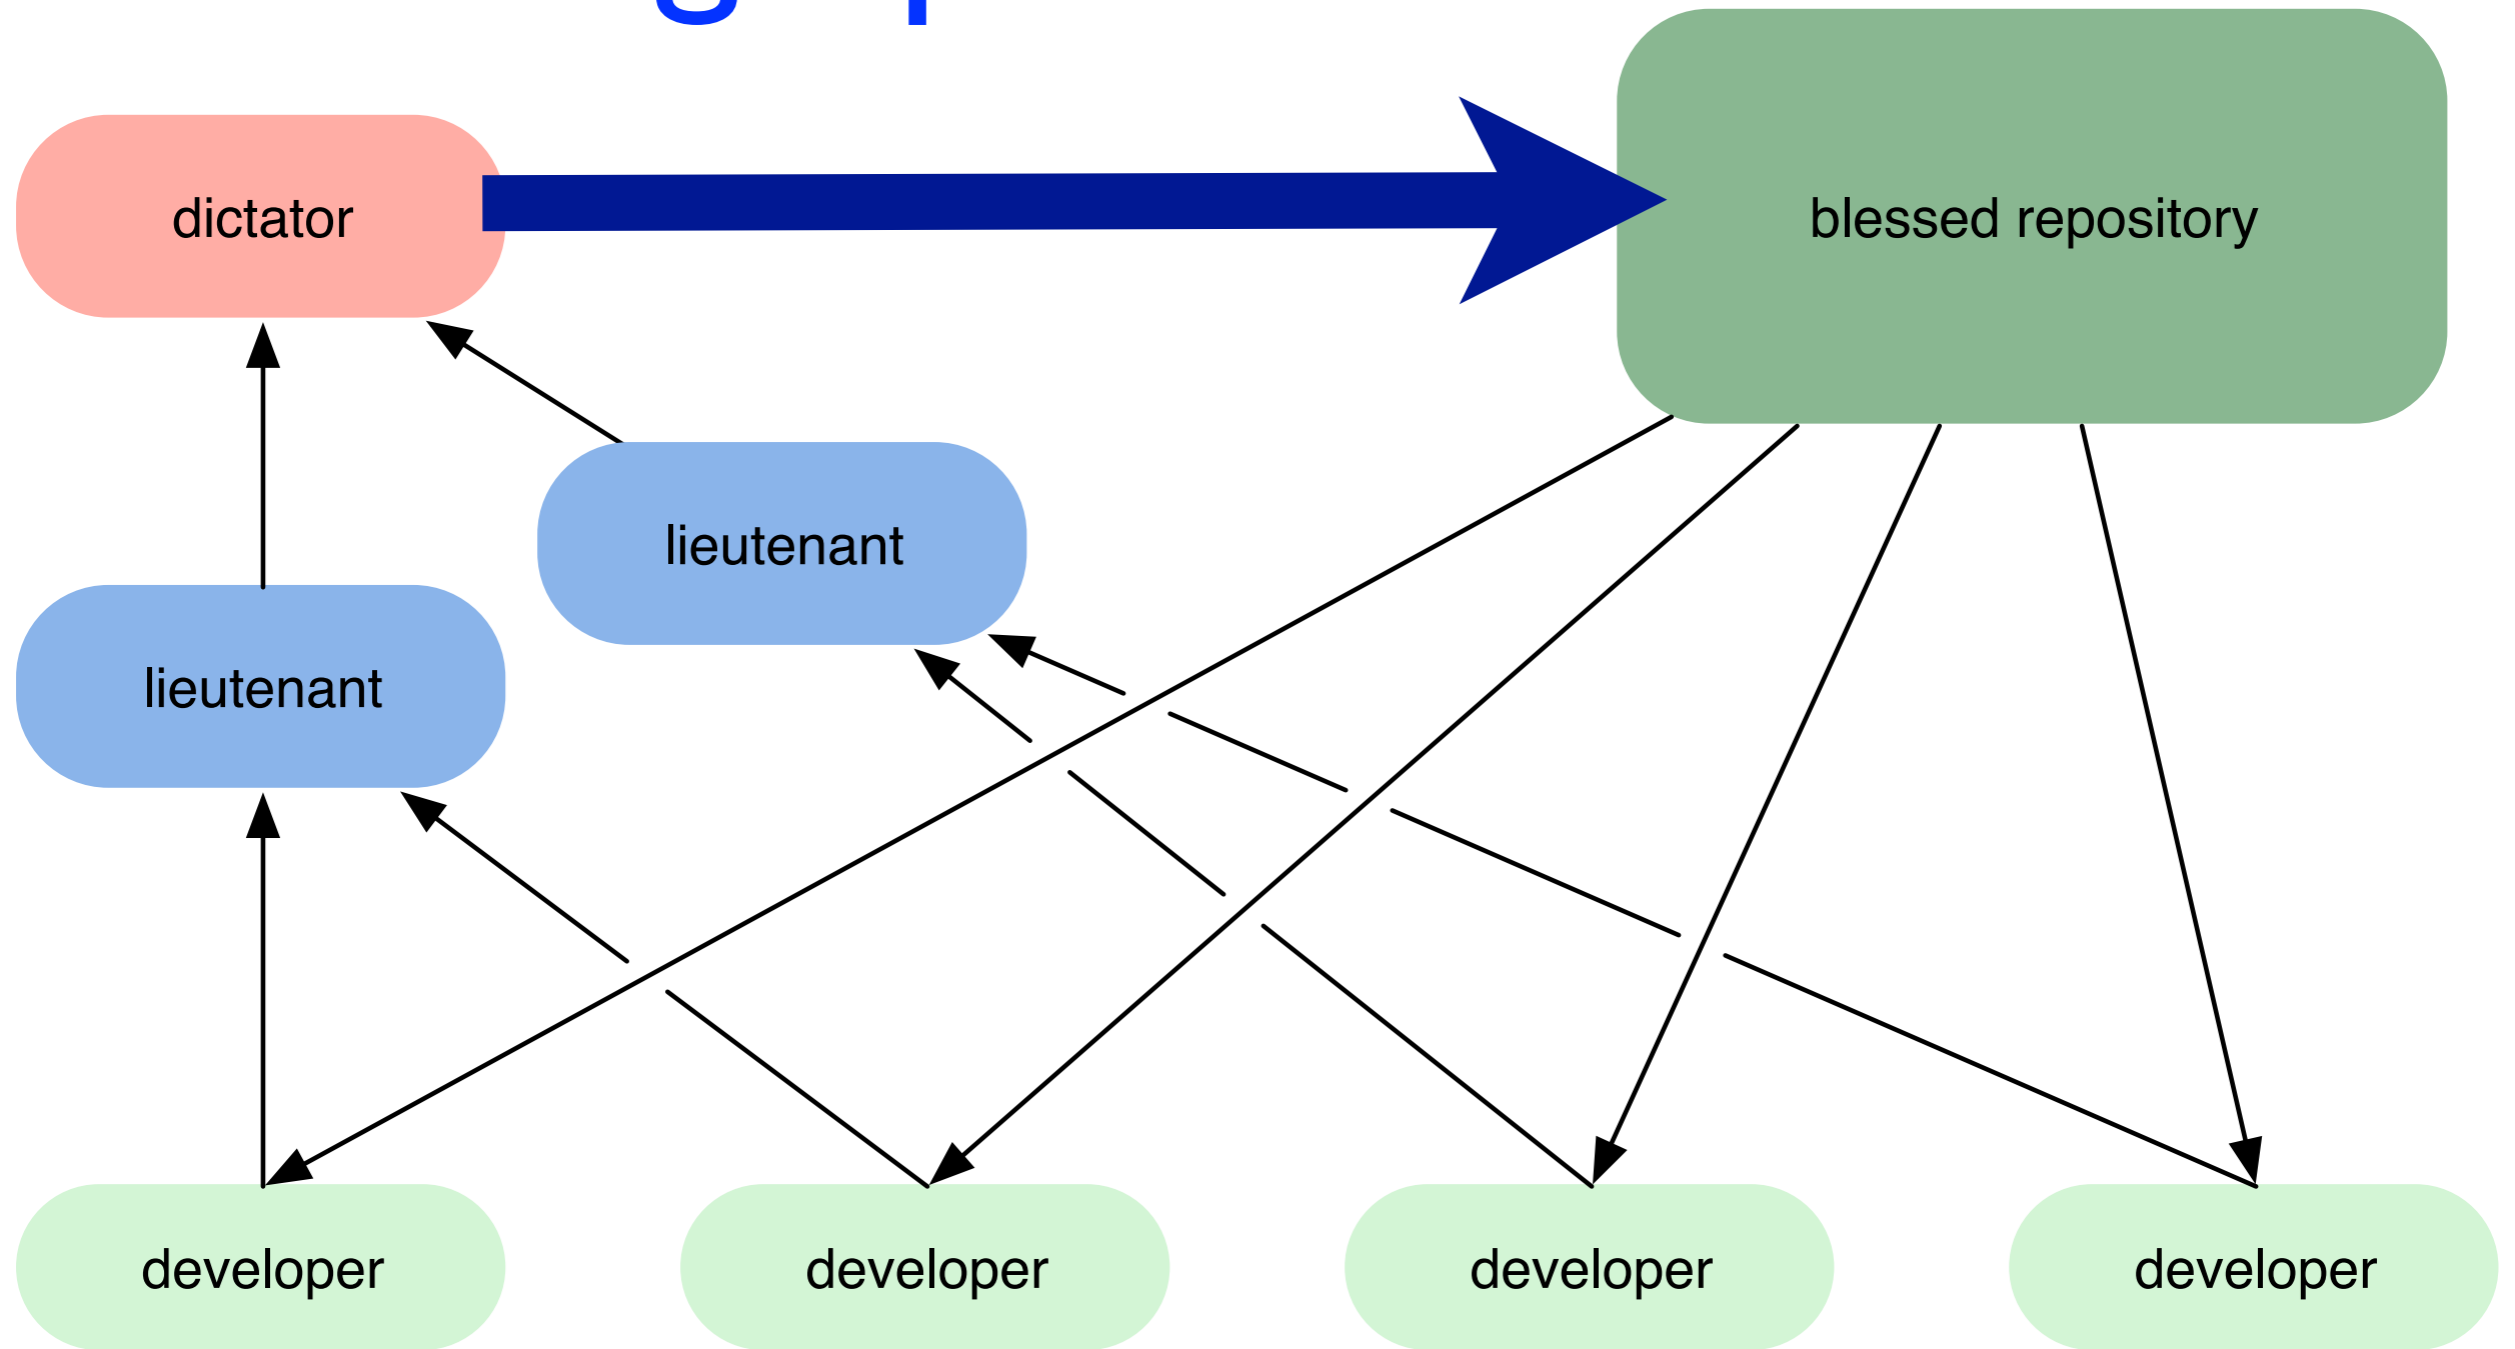 dictator
blessed repository
lieutenant
lieutenant
developer
developer
developer
developer